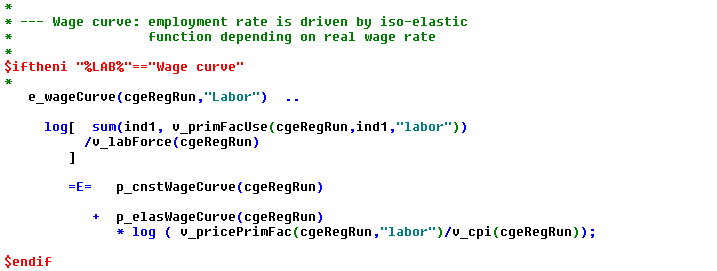 *
* --- Wage curve: employment rate is driven by iso-elastic
*                 function depending on real wage rate
*
$iftheni "%LAB%"=="Wage curve"
*
   e_wageCurve(cgeRegRun,"Labor")  ..
     log[  sum(ind1, v_primFacUse(cgeRegRun,ind1,"labor"))
          /v_labForce(cgeRegRun)
        ]
        =E=   p_cnstWageCurve(cgeRegRun)
           +  p_elasWageCurve(cgeRegRun)
              * log ( v_pricePrimFac(cgeRegRun,"labor")/v_cpi(cgeRegRun));
$endif